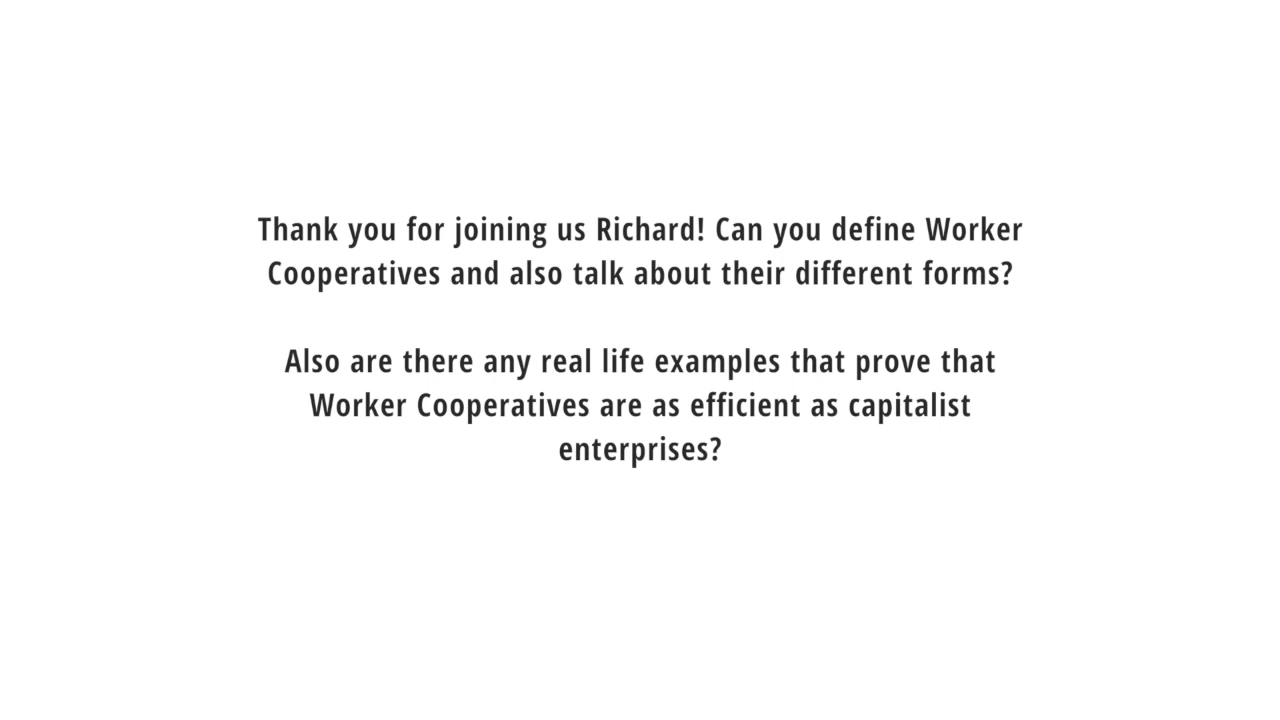 Thank you for joining us Richard! Can you define Worker
Cooperatives and also talk about their different forms?
Also are there any real life examples that prove that
Worker Cooperatives are as efficient as capitalist
enterprises?